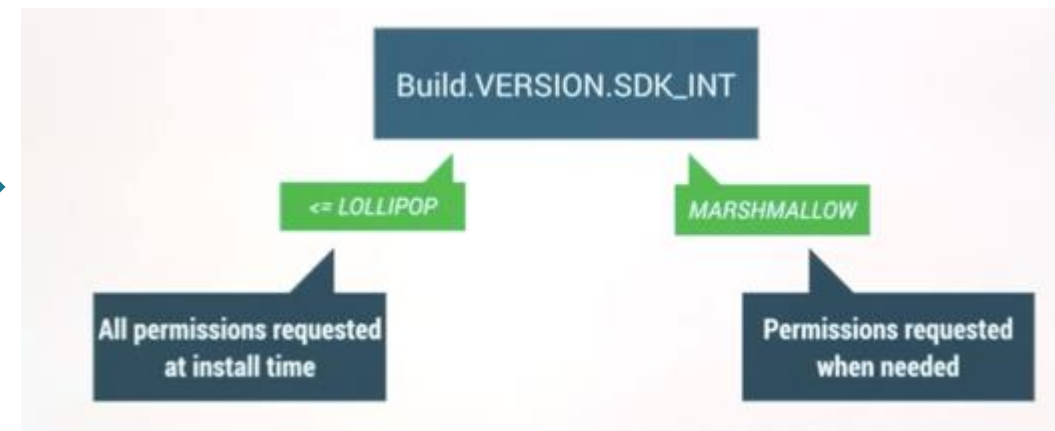 Build.VERSION.SDK_INT
<= LOLLIPOP
MARSHMALLOW
All permissions requested
at install time
Permissions requested
when needed